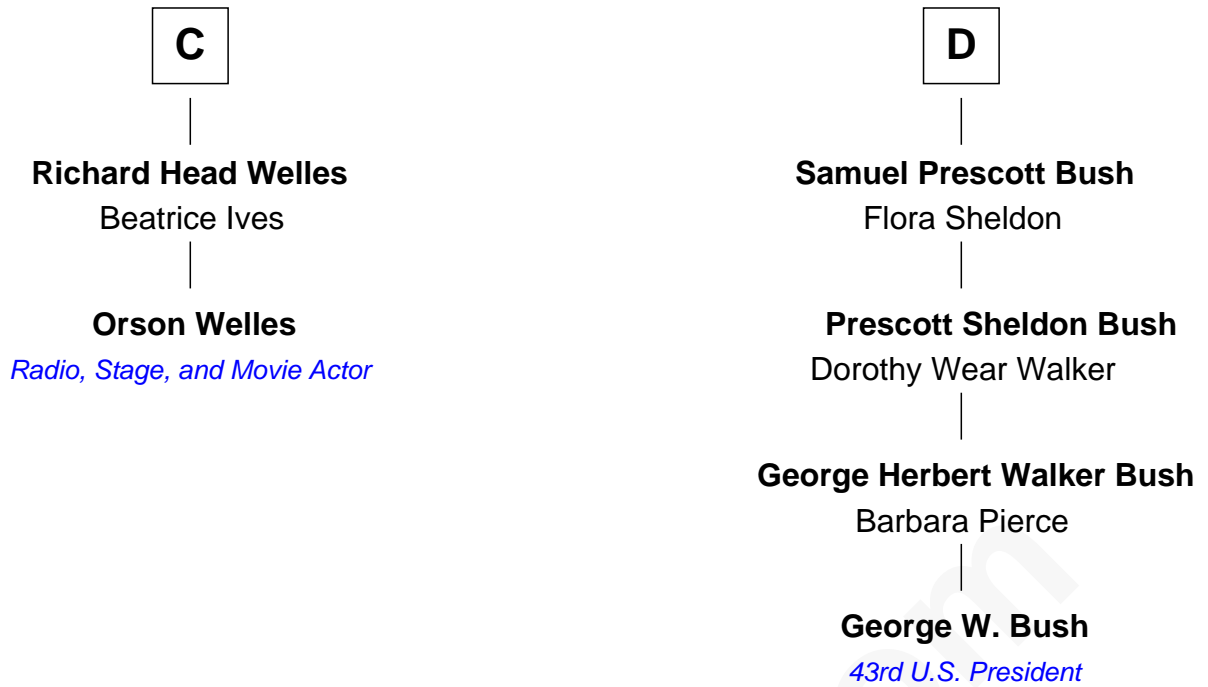 C
Richard Head Welles
Beatrice Ives
Orson Welles
Radio, Stage, and Movie Actor
D
Samuel Prescott Bush
Flora Sheldon
Prescott Sheldon Bush
Dorothy Wear Walker
George Herbert Walker Bush
Barbara Pierce
George W. Bush
43rd U.S. President